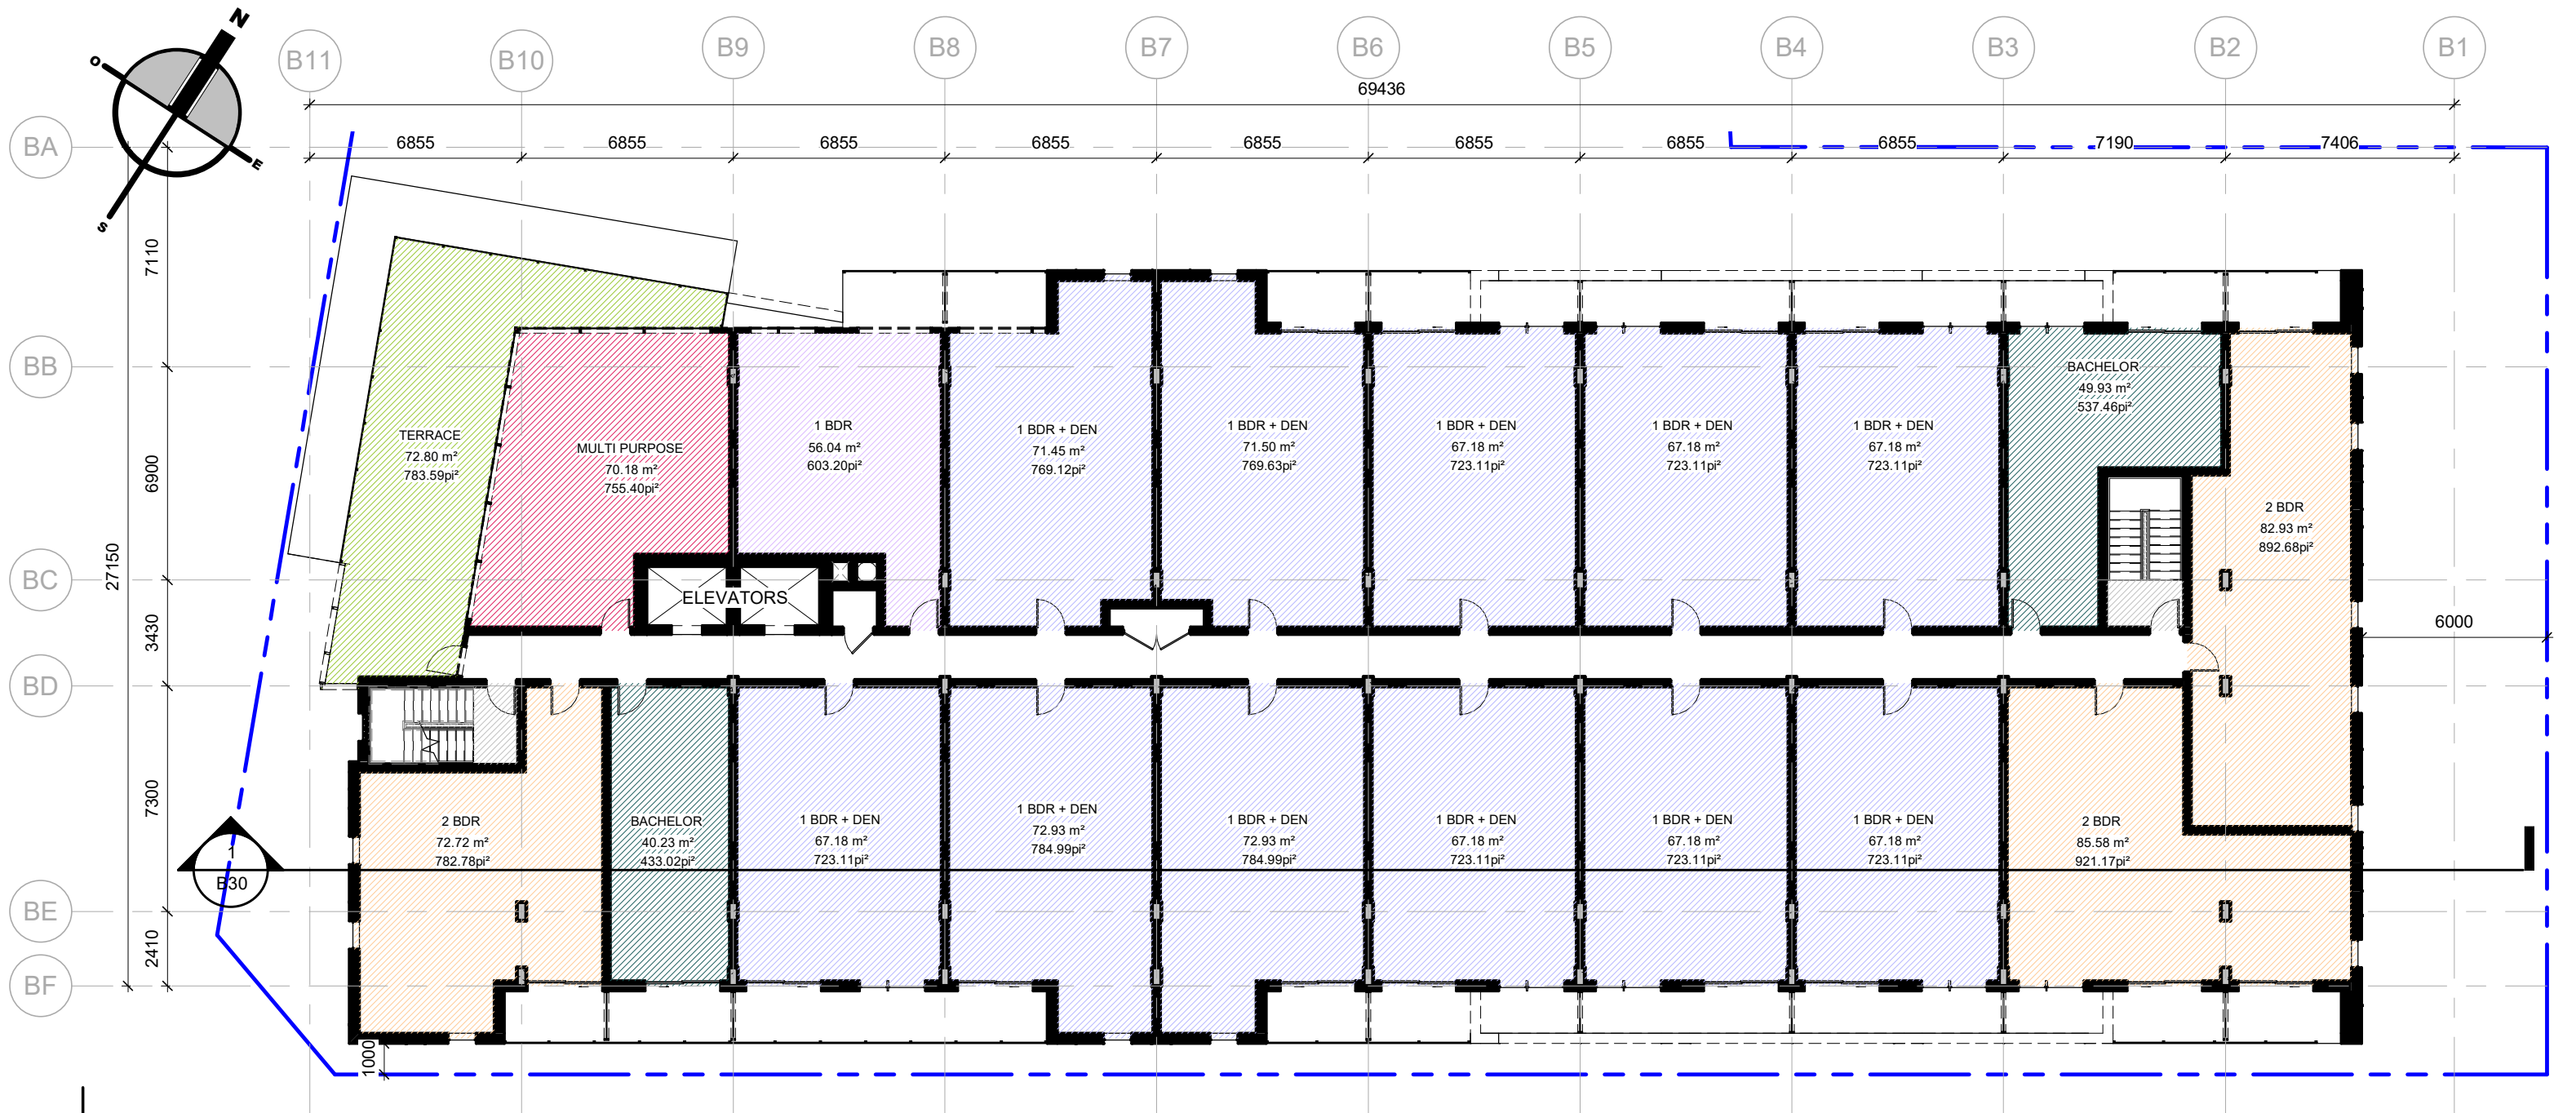 N
O
E
S
B11
B10
B9
B8
B7
B6
B5
B4
B3
B2
B1
69436
6855
6855
6855
6855
6855
6855
6855
6855
7190
7406
BA
BB
BC
BD
BE
BF
7110
6900
3430
7300
2410
27150
1000
6000
TERRACE
72.80 m²
783.59pi²
MULTI PURPOSE
70.18 m²
755.40pi²
1 BDR
56.04 m²
603.20pi²
1 BDR + DEN
71.45 m²
769.12pi²
1 BDR + DEN
71.50 m²
769.63pi²
1 BDR + DEN
67.18 m²
723.11pi²
1 BDR + DEN
67.18 m²
723.11pi²
1 BDR + DEN
67.18 m²
723.11pi²
BACHELOR
49.93 m²
537.46pi²
2 BDR
82.93 m²
892.68pi²
ELEVATORS
2 BDR
72.72 m²
782.78pi²
BACHELOR
40.23 m²
433.02pi²
1 BDR + DEN
67.18 m²
723.11pi²
1 BDR + DEN
72.93 m²
784.99pi²
1 BDR + DEN
72.93 m²
784.99pi²
1 BDR + DEN
67.18 m²
723.11pi²
1 BDR + DEN
67.18 m²
723.11pi²
1 BDR + DEN
67.18 m²
723.11pi²
2 BDR
85.58 m²
921.17pi²
1
B30